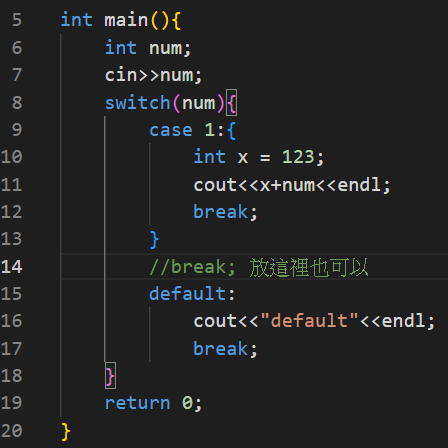 5 int main(){
6 int num;
7 cin>>num;
8 switch(num){
9 case 1:{
10 int x = 123;
11 cout<<x+num<<endl;
12 break;
13 }
14 //break; 放這裡也可以
15 default:
16 cout<<"default"<<endl;
17 break;
18 }
19 return 0;
20 }